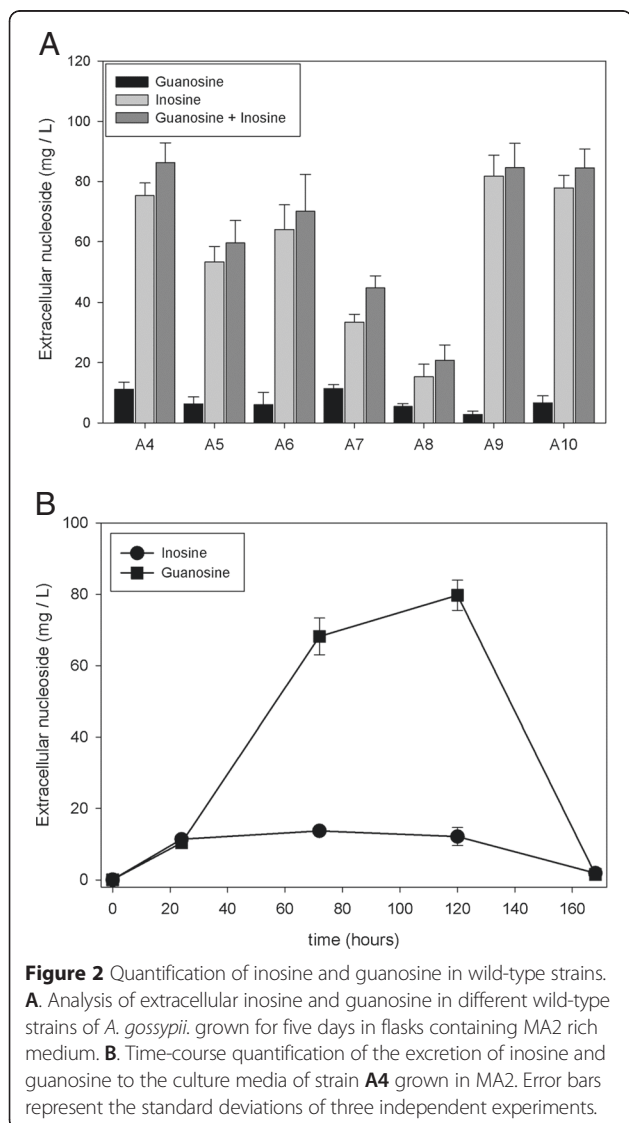 A
120
100
80
60
40
20
0
Extracellular nucleoside (mg / L)
Guanosine
Inosine
Guanosine + Inosine
A4 A5 A6 A7 A8 A9 A10
B
100
80
60
40
20
0
Extracellular nucleoside (mg / L)
Inosine
Guanosine
0 20 40 60 80 100 120 140 160
time (hours)
Figure 2 Quantification of inosine and guanosine in wild-type strains.
A. Analysis of extracellular inosine and guanosine in different wild-type
strains of A. gossypii. grown for five days in flasks containing MA2 rich
medium. B. Time-course quantification of the excretion of inosine and
guanosine to the culture media of strain A4 grown in MA2. Error bars
represent the standard deviations of three independent experiments.